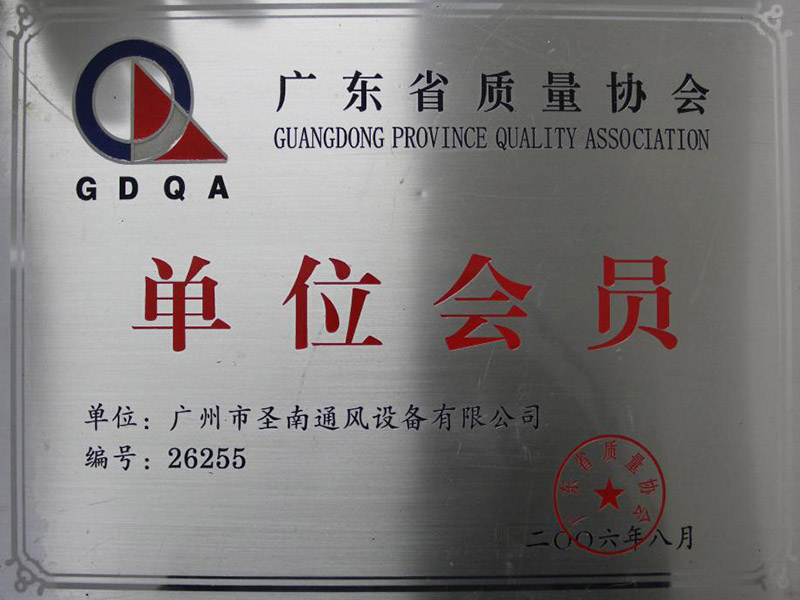 广东省质量协会
GUANGDONG PROVINCE QUALITY ASSOCIATION
GDQA
单位会员
单位：广州市圣南通风设备有限公司
编号：26255
广东省质量协会
二〇〇六年八月